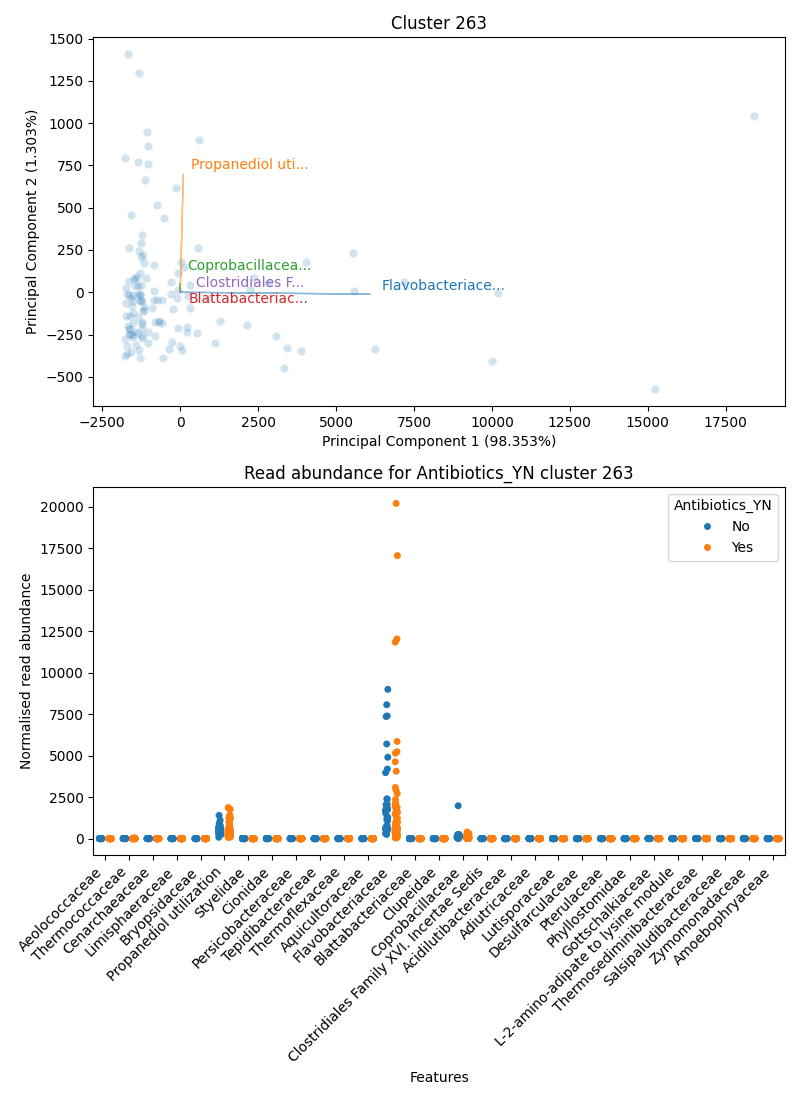 Cluster 263
1500
1250
1000
750
500
250
0
−250
−500
Principal Component 2 (1.303%)
Propanediol uti...
Coprobacillacea...
Clostridiales F...
Flavobacteriace...
Blattabacteriac...
−2500
0
2500
5000
7500
10000
12500
15000
17500
Principal Component 1 (98.353%)
Read abundance for Antibiotics_YN cluster 263
Antibiotics_YN
No
Yes
20000
17500
15000
12500
10000
7500
5000
2500
0
Normalised read abundance
Aeolococcaceae
Thermococcaceae
Cenarchaeaceae
Limisphaeraceae
Bryopsidaceae
Propanediol utilization
Styelidae
Cionidae
Persicobacteraceae
Tepidibacteraceae
Thermoflexaceae
Aquicultoraceae
Flavobacteriaceae
Blattabacteriaceae
Clupeidae
Coprobacillaceae
Clostridiales Family XVI. Incertae Sedis
Acidilutibacteraceae
Adiutricaceae
Lutisporaceae
Desulfarculaceae
Pterulaceae
Phyllostomidae
Gottschalkiaceae
L-2-amino-adipate to lysine module
Thermosediminibacteraceae
Salsipaludibacteraceae
Zymomonadaceae
Amoebophryaceae
Features